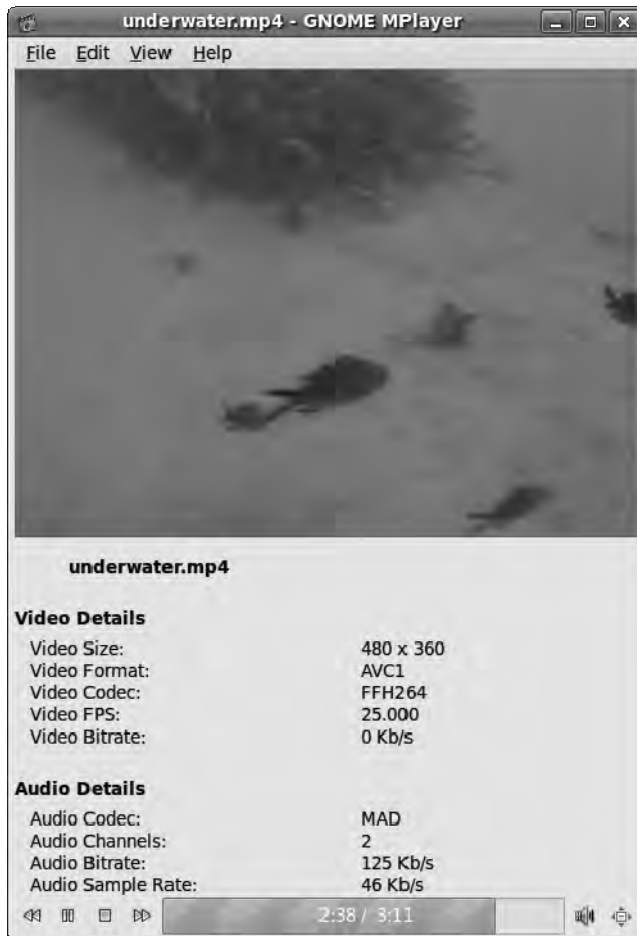 underwater.mp4 - GNOME MPlayer
File Edit View Help
underwater.mp4
Video Details
Video Size: 480 x 360
Video Format: AVC1
Video Codec: FFH264
Video FPS: 25.000
Video Bitrate: 0 Kb/s
Audio Details
Audio Codec: MAD
Audio Channels: 2
Audio Bitrate: 125 Kb/s
Audio Sample Rate: 46 Kb/s
2:38 / 3:11